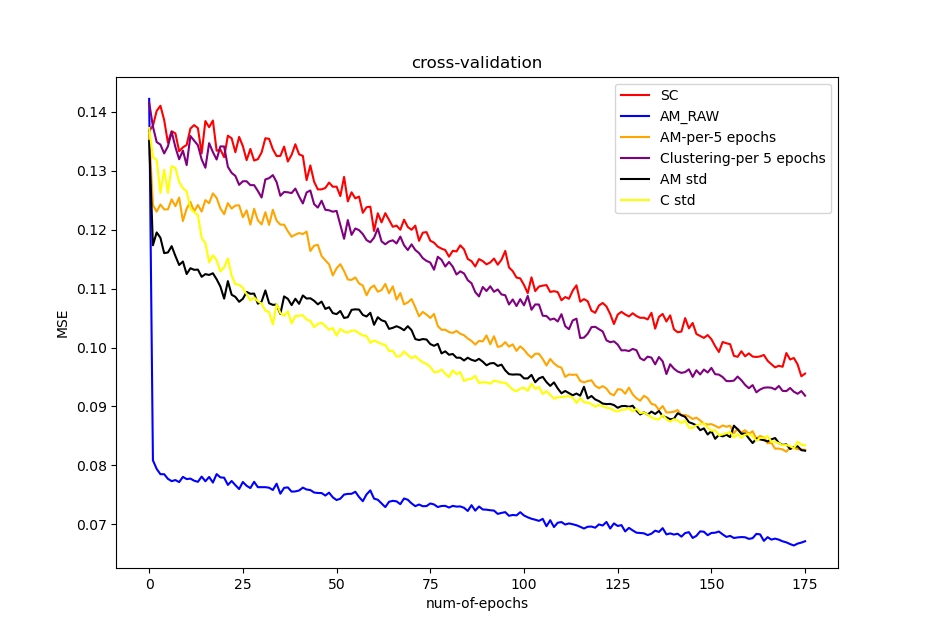 cross-validation
SC
AM_RAW
AM-per-5 epochs
Clustering-per 5 epochs
AM std
C std
MSE
0.14
0.13
0.12
0.11
0.10
0.09
0.08
0.07
0 25 50 75 100 125 150 175
num-of-epochs